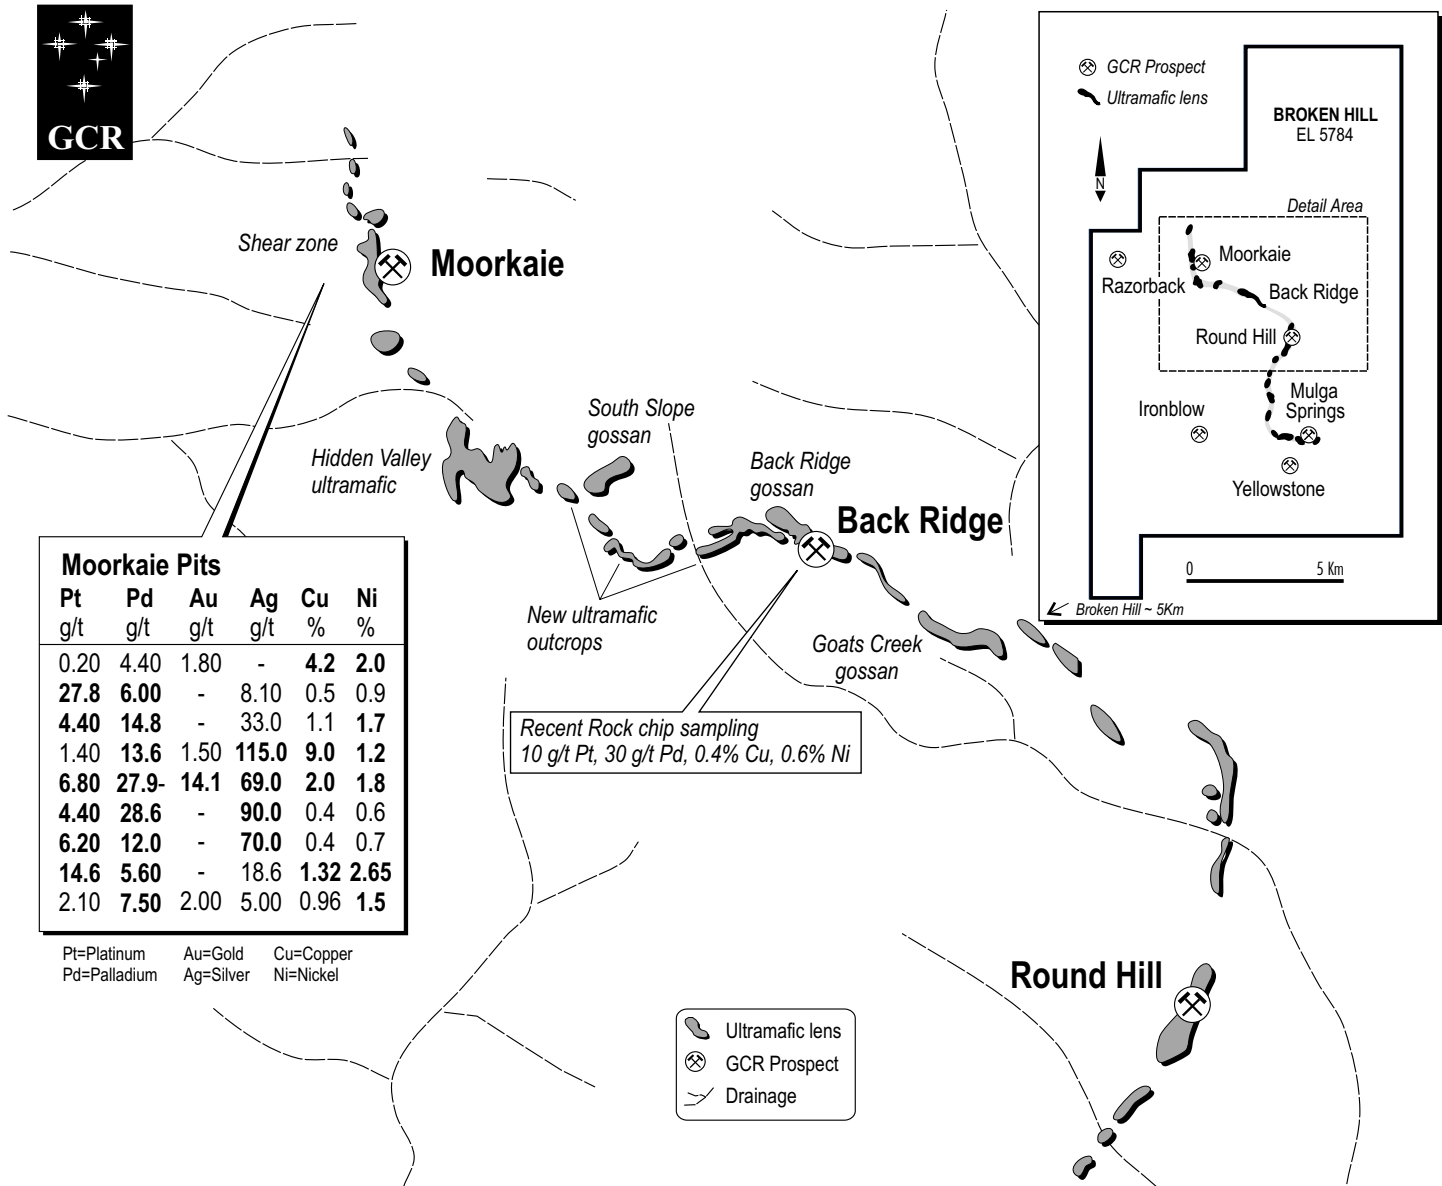 GCR
Shear zone
Moorkaie
Hidden Valley
ultramafic
South Slope
gossan
Back Ridge
gossan
Back Ridge
New ultramafic
outcrops
Goats Creek
gossan
Recent Rock chip sampling
10 g/t Pt, 30 g/t Pd, 0.4% Cu, 0.6% Ni
Round Hill
Moorkaie Pits
Pt Pd Au Ag Cu Ni
g/t g/t g/t g/t % %
0.20 4.40 1.80 - 4.2 2.0
27.8 6.00 - 8.10 0.5 0.9
4.40 14.8 - 33.0 1.1 1.7
1.40 13.6 1.50 115.0 9.0 1.2
6.80 27.9- 14.1 69.0 2.0 1.8
4.40 28.6 - 90.0 0.4 0.6
6.20 12.0 - 70.0 0.4 0.7
14.6 5.60 - 18.6 1.32 2.65
2.10 7.50 2.00 5.00 0.96 1.5
Pt=Platinum Au=Gold Cu=Copper
Pd=Palladium Ag=Silver Ni=Nickel
Ultramafic lens
GCR Prospect
Drainage
GCR Prospect
Ultramafic lens
BROKEN HILL
EL 5784
N
Detail Area
Moorkaie
Razorback
Back Ridge
Round Hill
Mulga
Springs
Ironblow
Yellowstone
0 5 Km
Broken Hill ~ 5Km